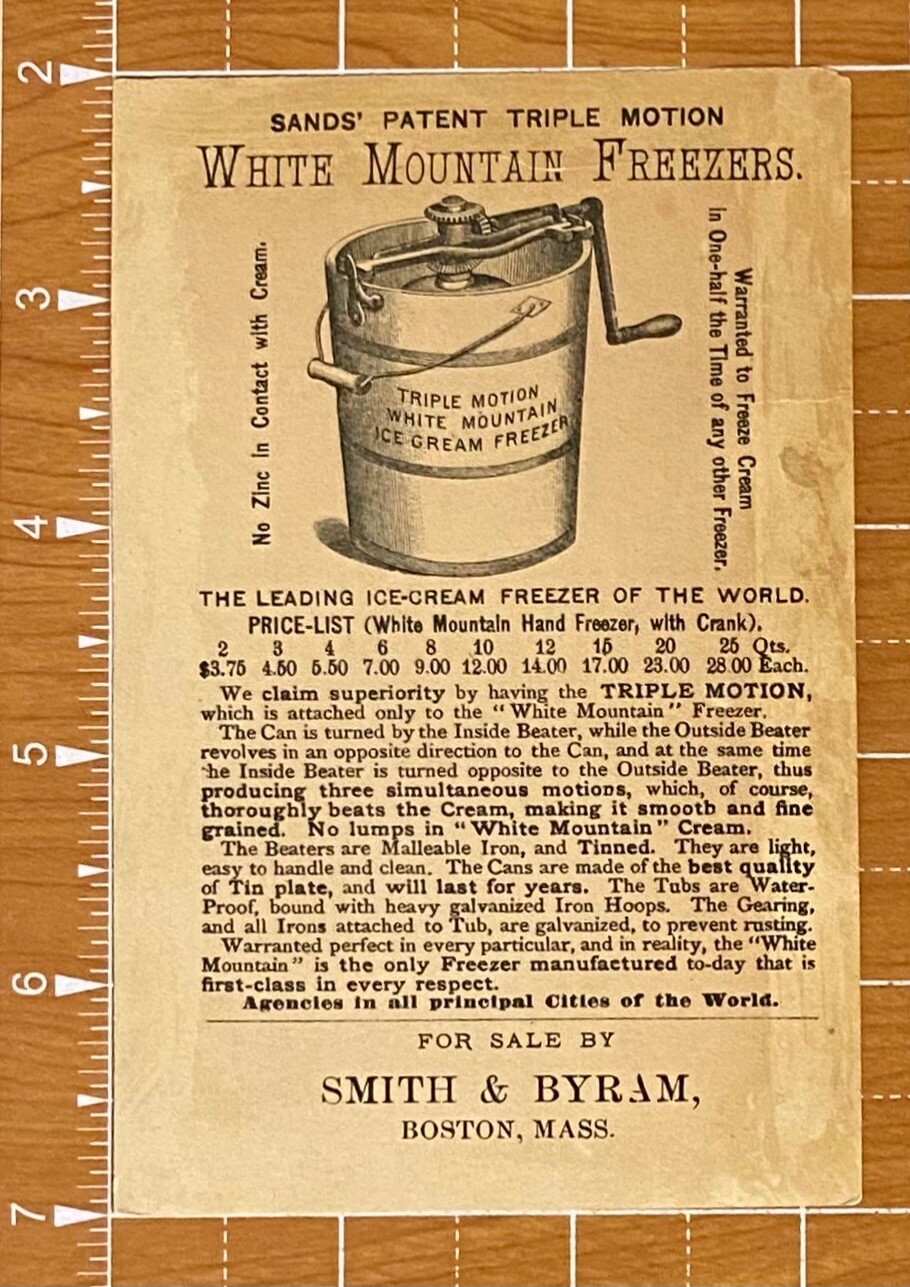 SANDS' PATENT TRIPLE MOTION
WHITE MOUNTAIN FREEZERS.
No Zinc in Contact with Cream.
Warranted to Freeze Cream
in One-half the Time of any other Freezer.
TRIPLE MOTION
WHITE MOUNTAIN
ICE CREAM FREEZER
THE LEADING ICE-CREAM FREEZER OF THE WORLD.
PRICE-LIST (White Mountain Hand Freezer, with Crank).
2 3 4 6 8 10 12 15 20 25 Qts.
$3.75 4.50 5.50 7.00 9.00 12.00 14.00 17.00 23.00 28.00 Each.
We claim superiority by having the TRIPLE MOTION,
which is attached only to the "White Mountain" Freezer.
The Can is turned by the Inside Beater, while the Outside Beater
revolves in an opposite direction to the Can, and at the same time
the Inside Beater is turned opposite to the Outside Beater, thus
producing three simultaneous motions, which, of course,
thoroughly beats the Cream, making it smooth and fine
grained. No lumps in "White Mountain" Cream.
The Beaters are Malleable Iron, and Tinned. They are light,
easy to handle and clean. The Cans are made of the best quality
of Tin plate, and will last for years. The Tubs are Water-
Proof, bound with heavy galvanized Iron Hoops. The Gearing,
and all Irons attached to Tub, are galvanized, to prevent rusting.
Warranted perfect in every particular, and in reality, the "White
Mountain" is the only Freezer manufactured to-day that is
first-class in every respect.
Agencies in all principal Cities of the World.
FOR SALE BY
SMITH & BYRAM,
BOSTON, MASS.
2
3
4
5
6
7